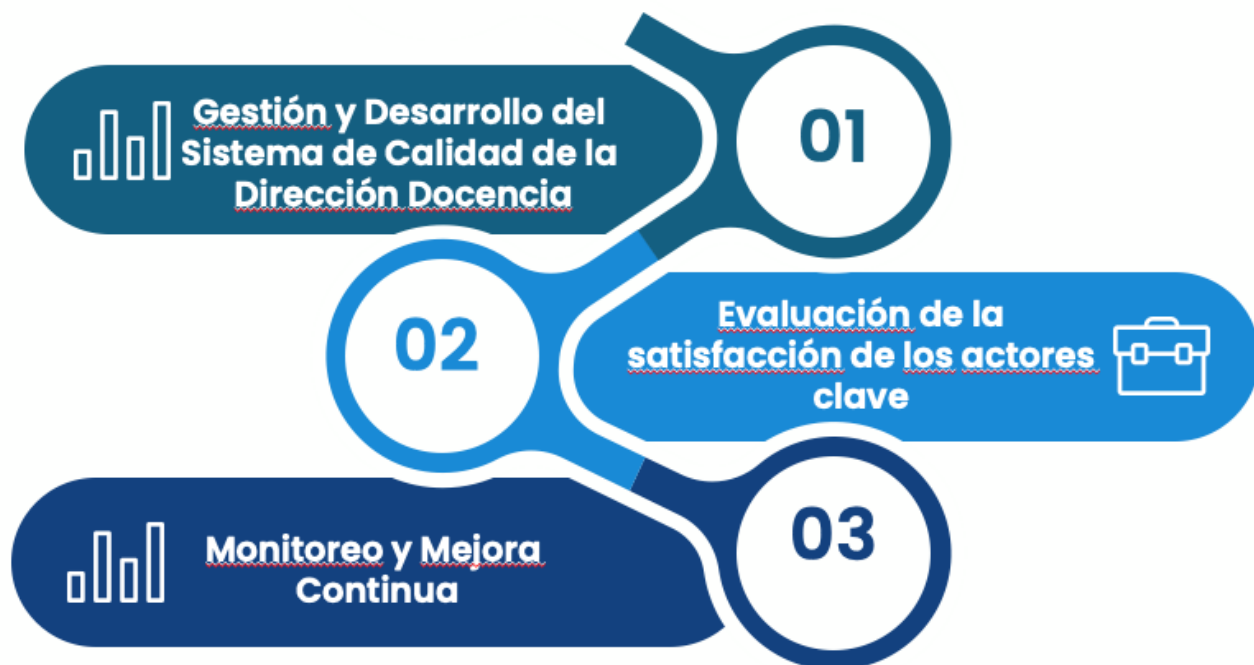 Gestión y Desarrollo del
Sistema de Calidad de la
Dirección Docencia
01
02
Evaluación de la
satisfacción de los actores
clave
Monitoreo y Mejora
Continua
03